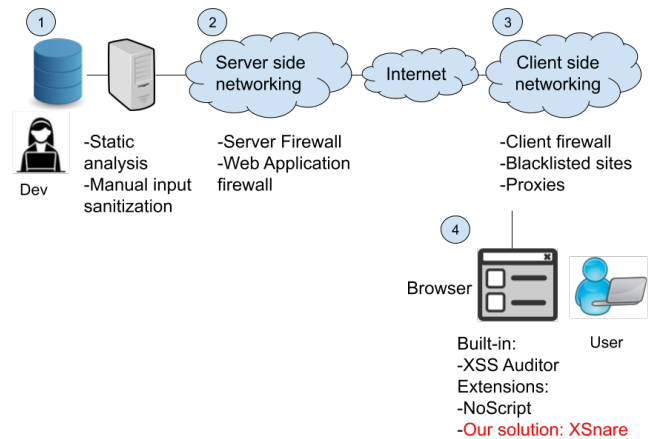 1
2
3
Server side
networking
Internet
Client side
networking
-Static
analysis
-Manual input
sanitization
-Server Firewall
-Web Application
firewall
-Client firewall
-Blacklisted sites
-Proxies
Dev
4
Browser
User
Built-in:
-XSS Auditor
Extensions:
-NoScript
-Our solution: XSnare